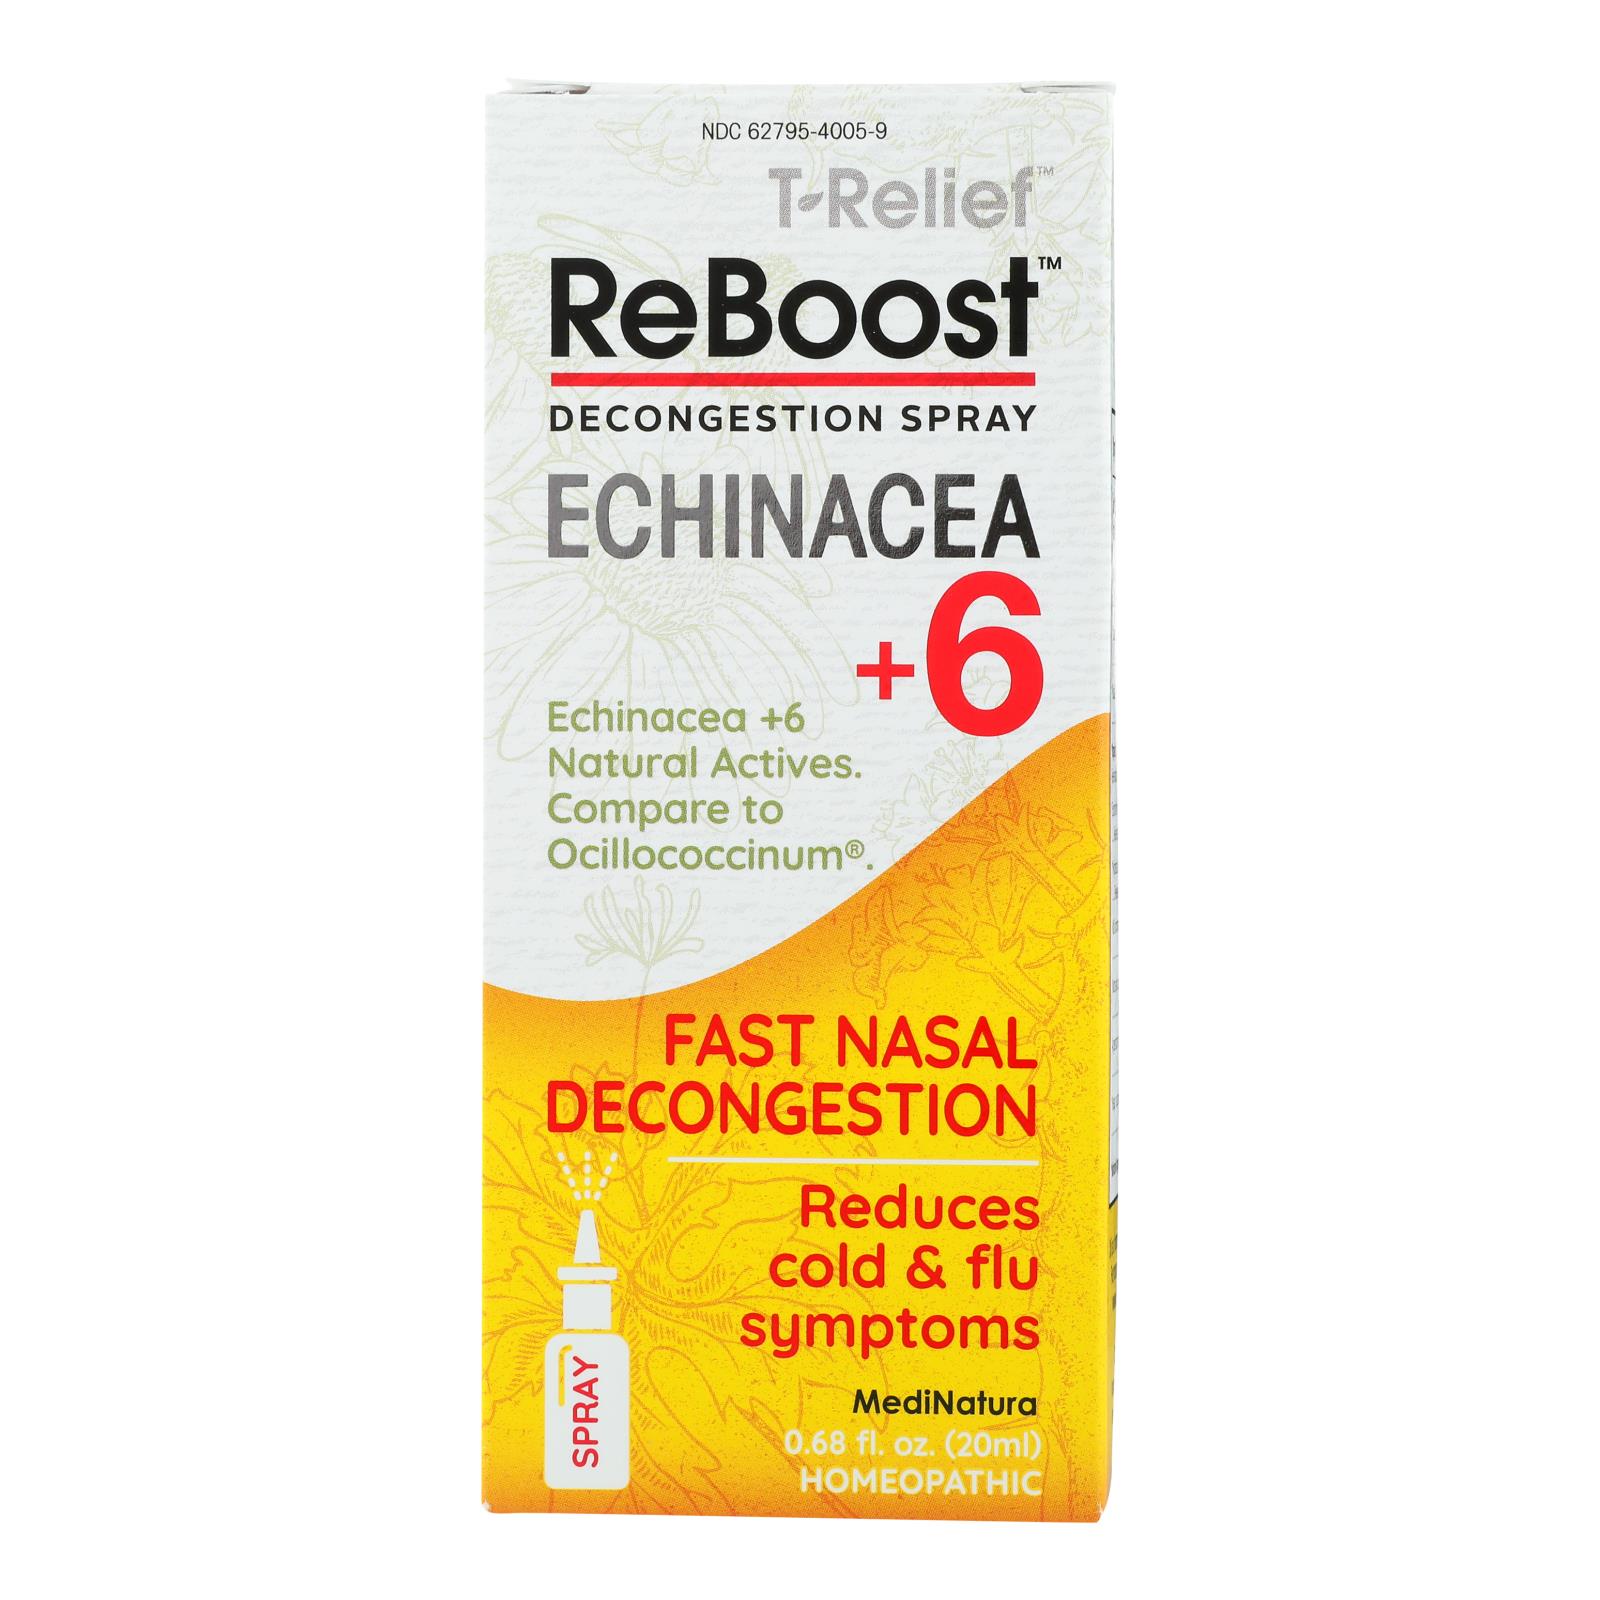 NDC 62795-4005-9
T-Relief™
ReBoost™
DECONGESTION SPRAY
ECHINACEA
+6
Echinacea +6
Natural Actives.
Compare to
Ocillococcinum®.
FAST NASAL
DECONGESTION
Reduces
cold & flu
symptoms
SPRAY
MediNatura
0.68 fl. oz. (20ml)
HOMEOPATHIC